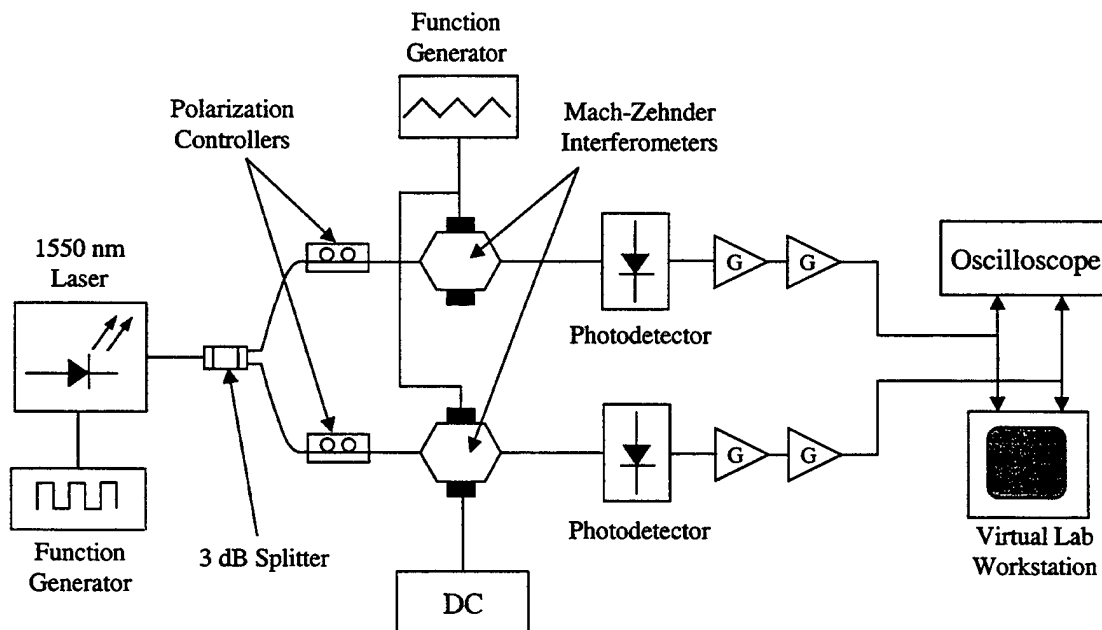 Function
Generator
Polarization
Controllers
Mach-Zehnder
Interferometers
1550 nm
Laser
G
G
Oscilloscope
Photodetector
G
G
Photodetector
Function
Generator
3 dB Splitter
DC
Virtual Lab
Workstation